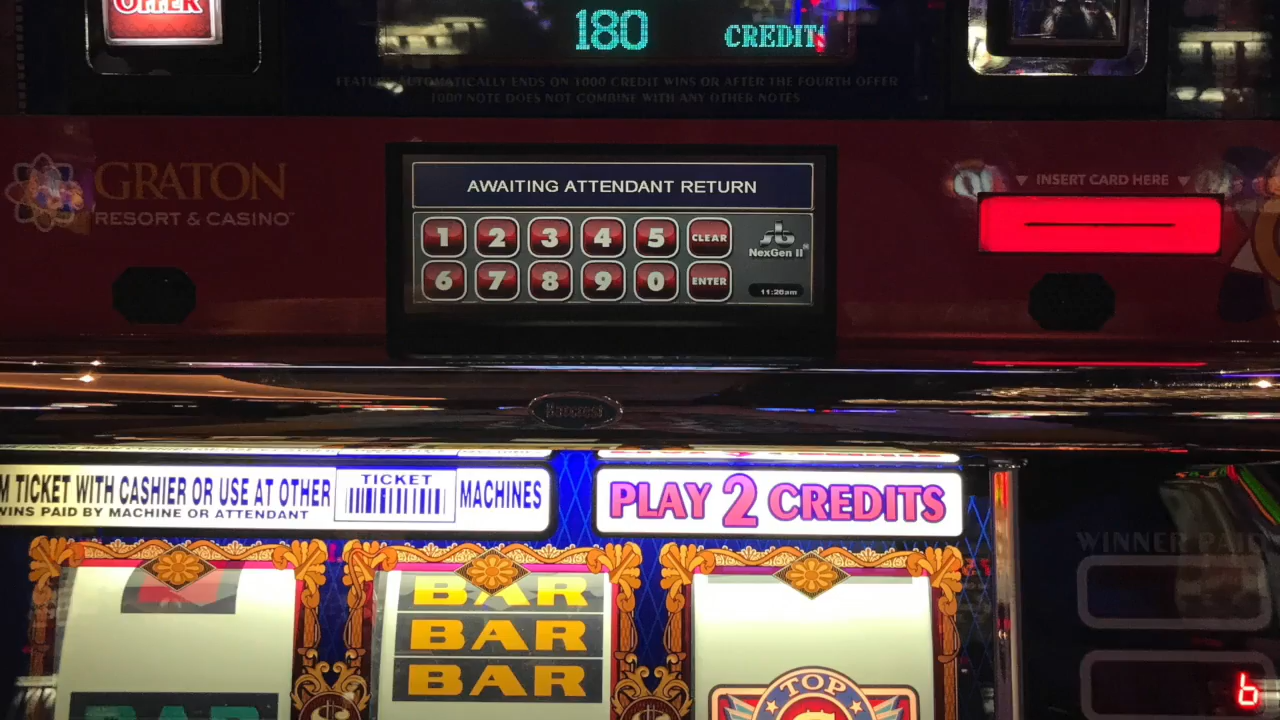 OFFER
180 CREDITS
FEATURE AUTOMATICALLY ENDS ON 1000 CREDIT WINS OR AFTER THE FOURTH OFFER
1000 NOTE DOES NOT COMBINE WITH ANY OTHER NOTES
GRATON
RESORT & CASINO
INSERT CARD HERE
AWAITING ATTENDANT RETURN
1 2 3 4 5 CLEAR
6 7 8 9 0 ENTER
sb
NexGen II
11:26am
M TICKET WITH CASHIER OR USE AT OTHER
WINS PAID BY MACHINE OR ATTENDANT
TICKET
MACHINES
PLAY 2 CREDITS
WINNER PAID
BAR
BAR
BAR
BAR
TOP
$
$
6